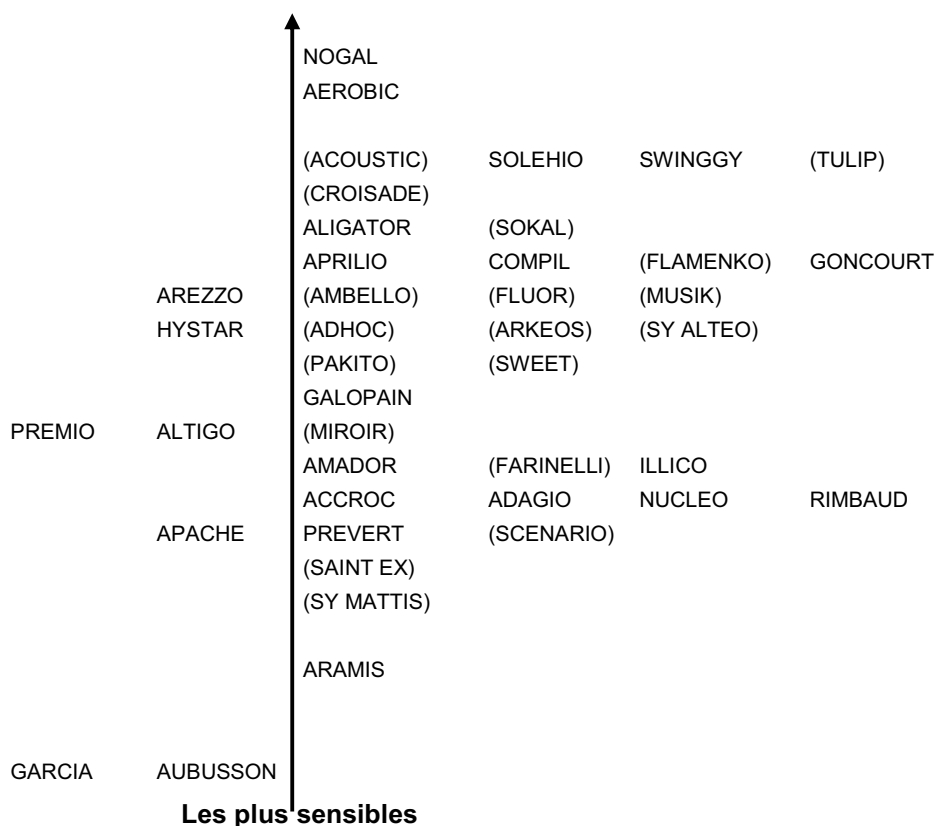 NOGAL
AEROBIC
(ACOUSTIC) SOLEHIO SWINGGY (TULIP)
(CROISADE)
ALIGATOR (SOKAL)
APRILIO COMPIL (FLAMENKO) GONCOURT
AREZZO (AMBELLO) (FLUOR) (MUSIK)
HYSTAR (ADHOC) (ARKEOS) (SY ALTEO)
(PAKITO) (SWEET)
GALOPAIN
PREMIO ALTIGO (MIROIR)
AMADOR (FARINELLI) ILLICO
ACCROC ADAGIO NUCLEO RIMBAUD
APACHE PREVERT (SCENARIO)
(SAINT EX)
(SY MATTIS)
ARAMIS
GARCIA AUBUSSON
Les plus sensibles